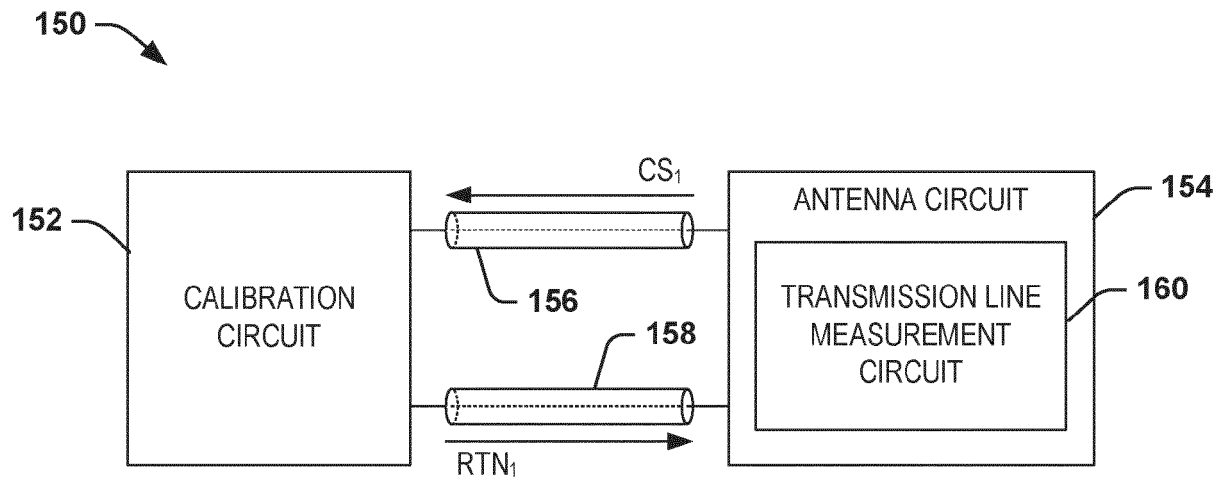 150
CS₁
152
CALIBRATION
CIRCUIT
156
158
RTN₁
ANTENNA CIRCUIT
154
TRANSMISSION LINE
MEASUREMENT
CIRCUIT
160